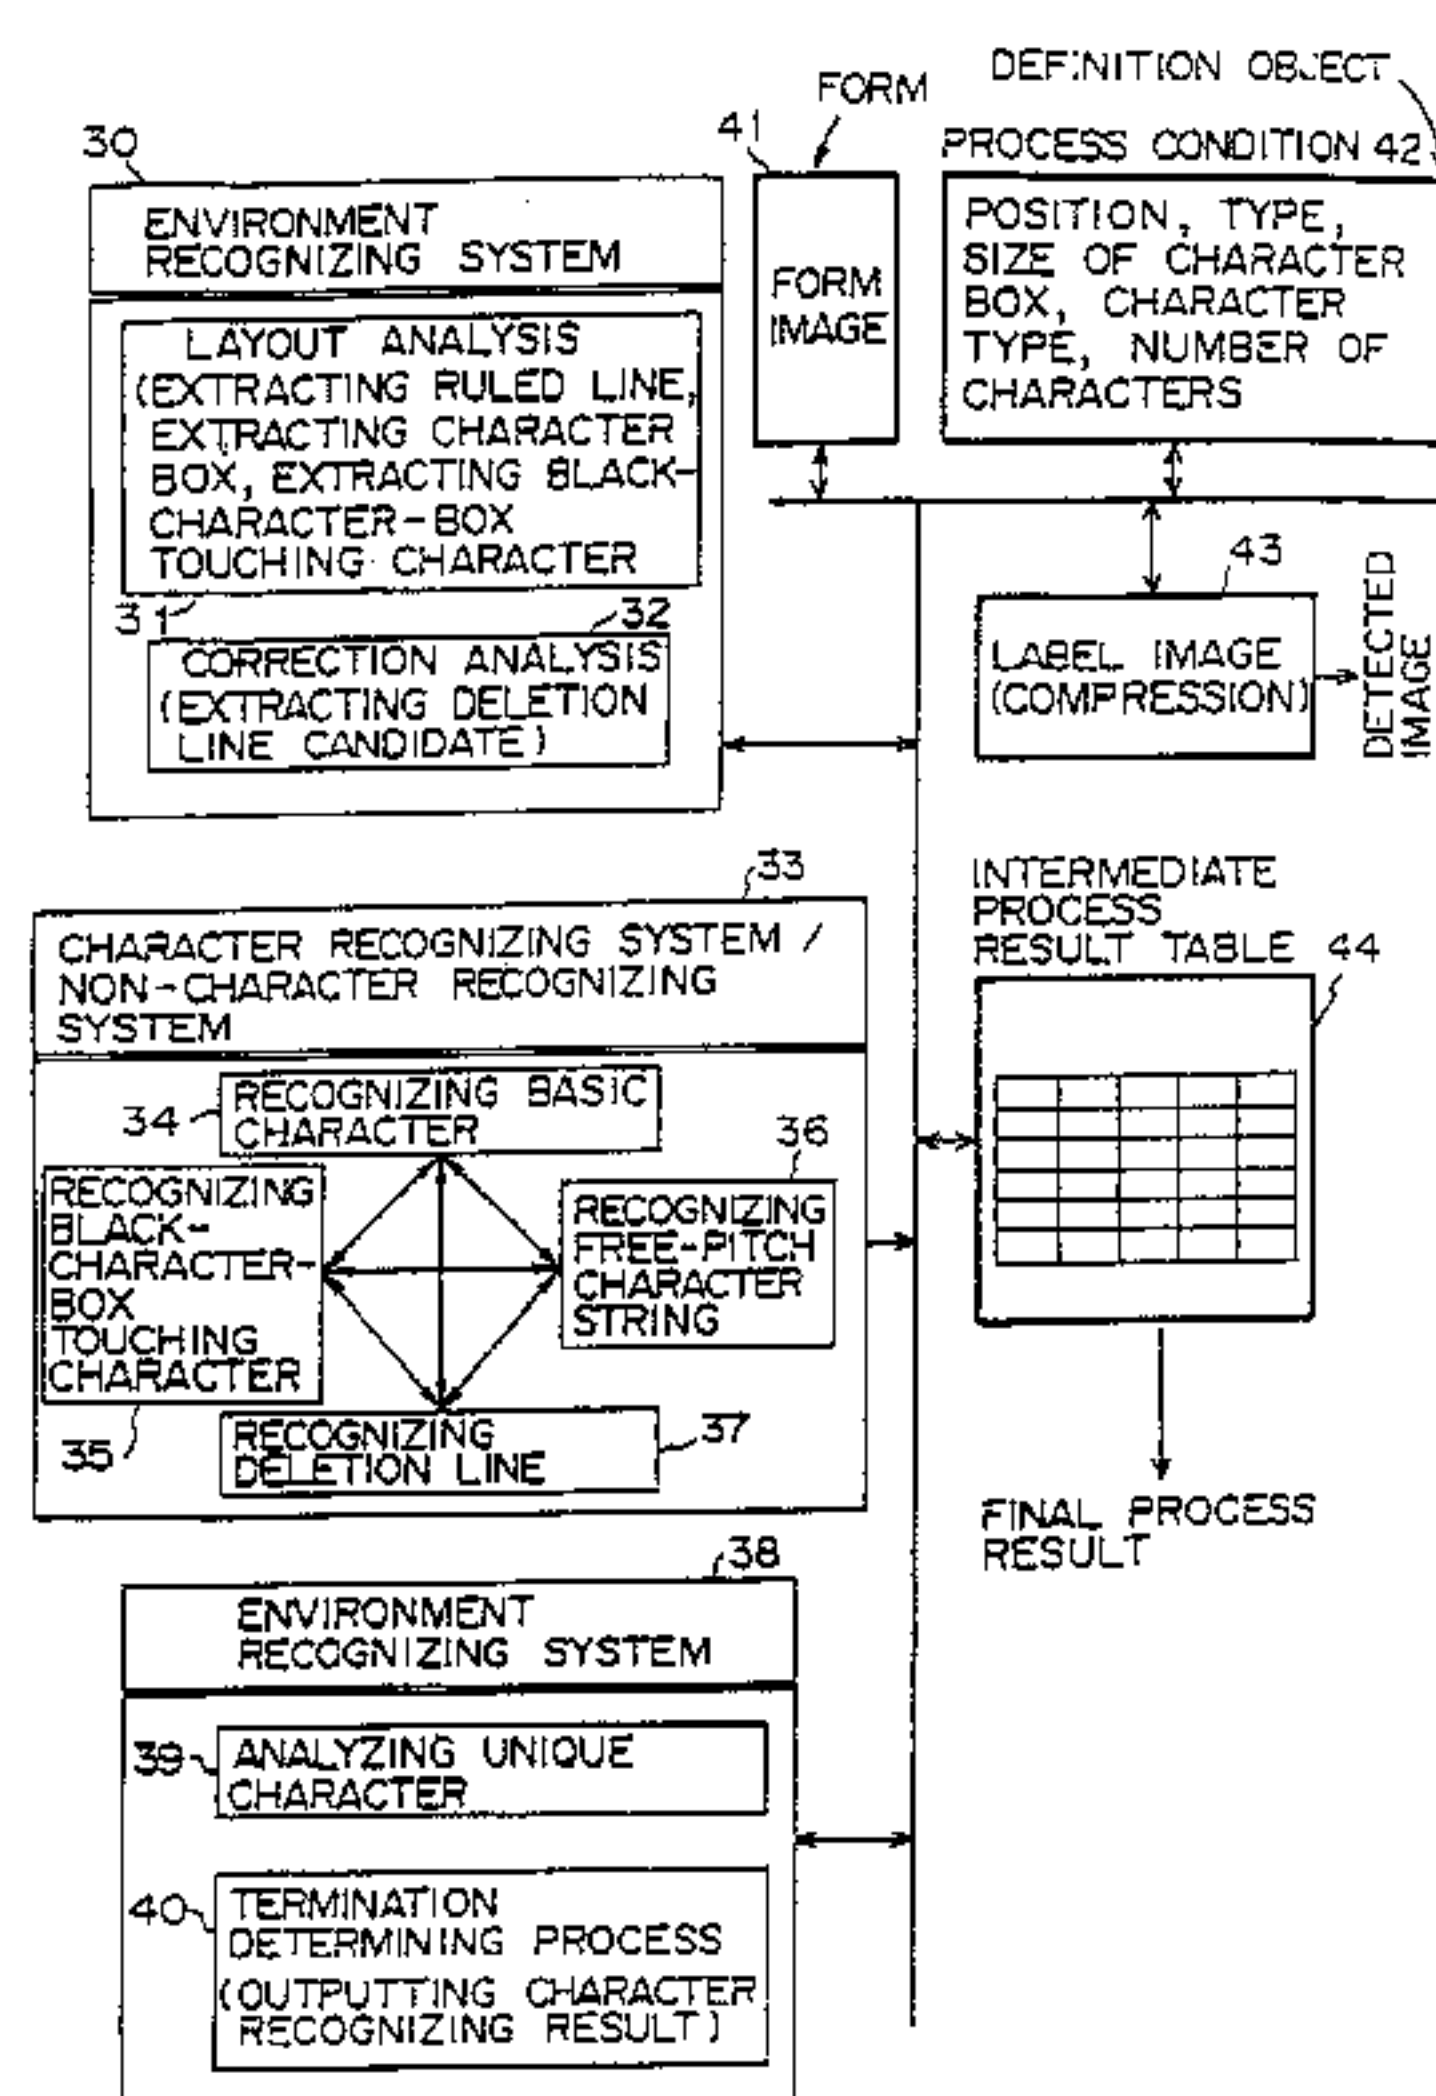 30
ENVIRONMENT
RECOGNIZING SYSTEM
LAYOUT ANALYSIS
(EXTRACTING RULED LINE,
EXTRACTING CHARACTER
BOX, EXTRACTING BLACK-
CHARACTER-BOX
TOUCHING CHARACTER
31
32
CORRECTION ANALYSIS
(EXTRACTING DELETION
LINE CANDIDATE)
FORM
41
FORM
IMAGE
DEFINITION OBJECT
PROCESS CONDITION 42
POSITION, TYPE,
SIZE OF CHARACTER
BOX, CHARACTER
TYPE, NUMBER OF
CHARACTERS
43
LABEL IMAGE
(COMPRESSION)
DETECTED
IMAGE
33
CHARACTER RECOGNIZING SYSTEM /
NON-CHARACTER RECOGNIZING
SYSTEM
34
RECOGNIZING BASIC
CHARACTER
RECOGNIZING
BLACK-
CHARACTER-
BOX
TOUCHING
CHARACTER
35
36
RECOGNIZING
FREE-PITCH
CHARACTER
STRING
RECOGNIZING
DELETION LINE
37
INTERMEDIATE
PROCESS
RESULT TABLE 44
FINAL PROCESS
RESULT
38
ENVIRONMENT
RECOGNIZING SYSTEM
39
ANALYZING UNIQUE
CHARACTER
40
TERMINATION
DETERMINING PROCESS
(OUTPUTTING CHARACTER
RECOGNIZING RESULT)